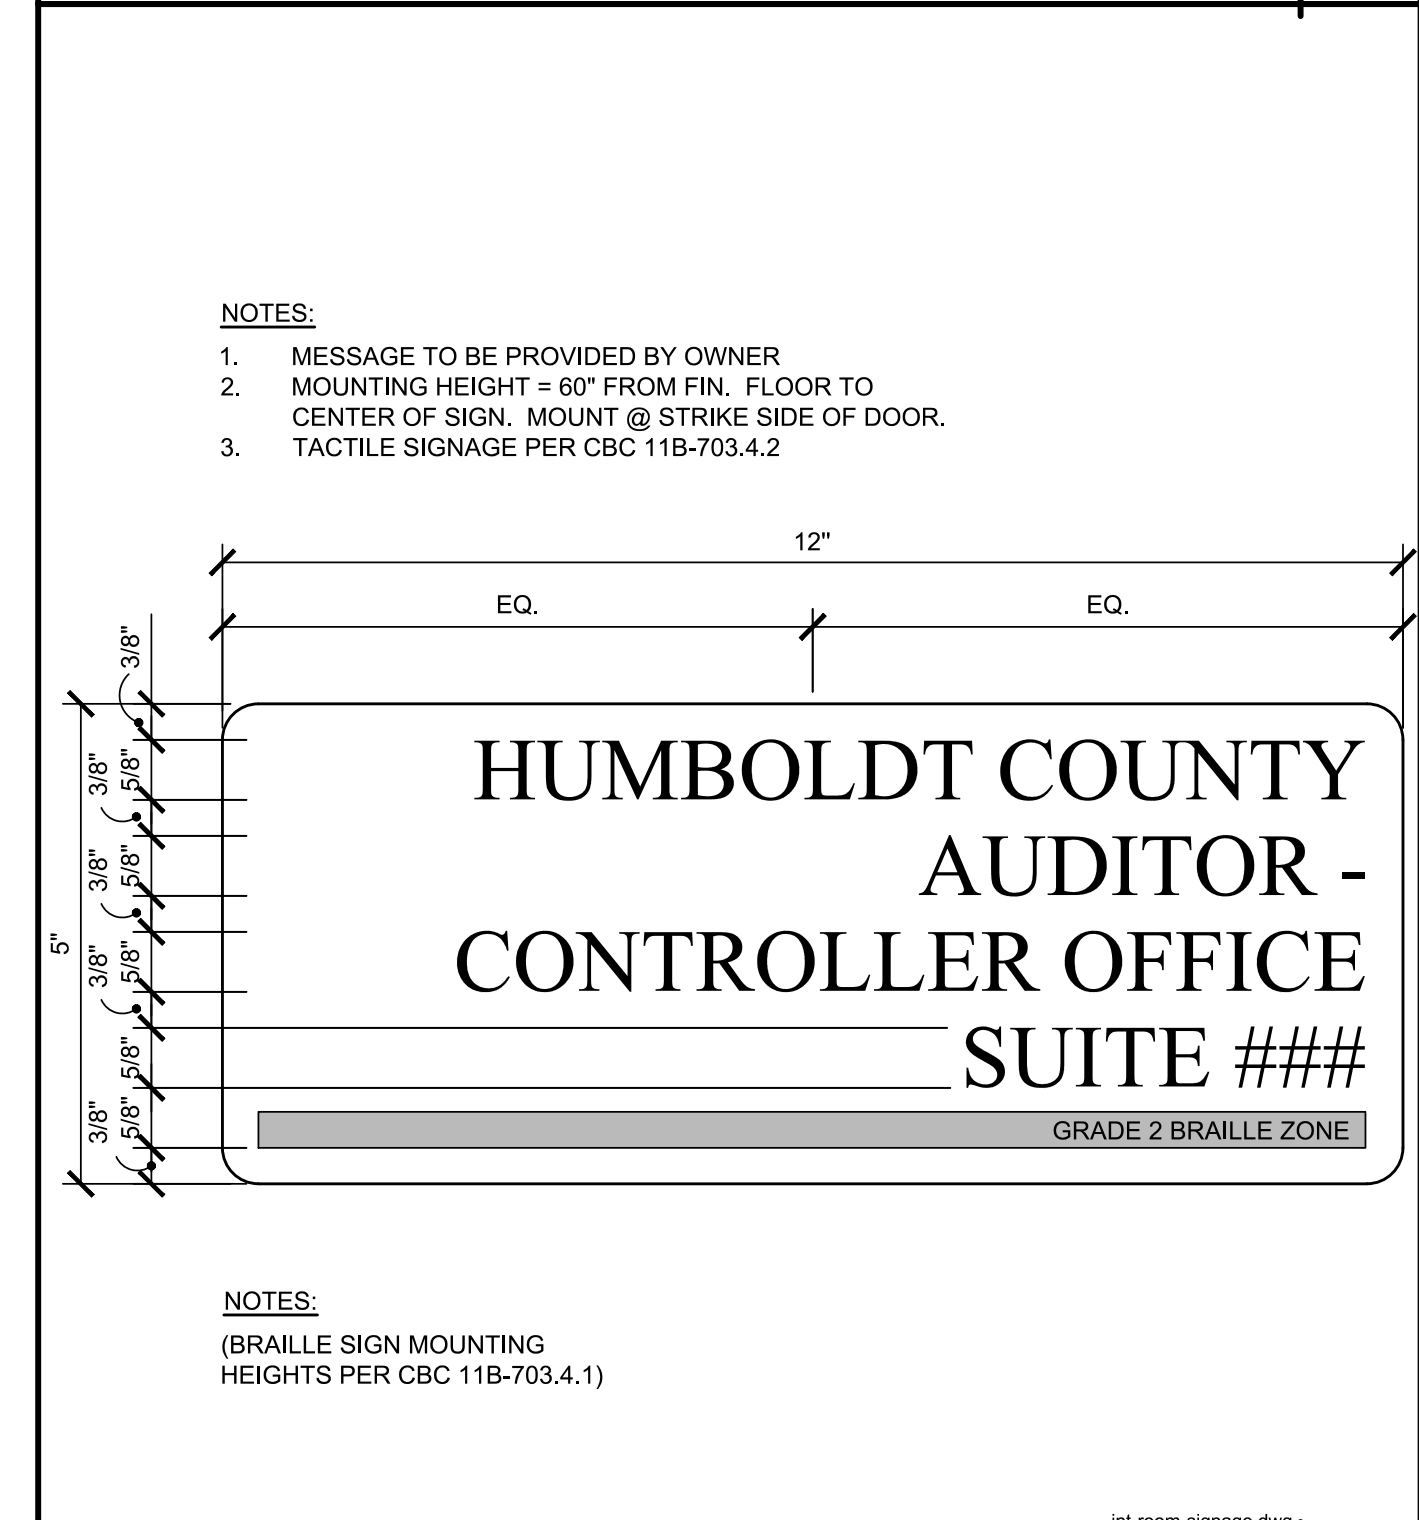 NOTES:
1. MESSAGE TO BE PROVIDED BY OWNER
2. MOUNTING HEIGHT = 60" FROM FIN. FLOOR TO
CENTER OF SIGN. MOUNT @ STRIKE SIDE OF DOOR.
3. TACTILE SIGNAGE PER CBC 11B-703.4.2
12"
EQ. EQ.
3/8"
3/8" 5/8"
3/8" 5/8"
5"
3/8" 5/8"
5/8"
3/8" 5/8"
HUMBOLDT COUNTY
AUDITOR -
CONTROLLER OFFICE
SUITE ###
GRADE 2 BRAILLE ZONE
NOTES:
(BRAILLE SIGN MOUNTING
HEIGHTS PER CBC 11B-703.4.1)
int-room-signage.dwg